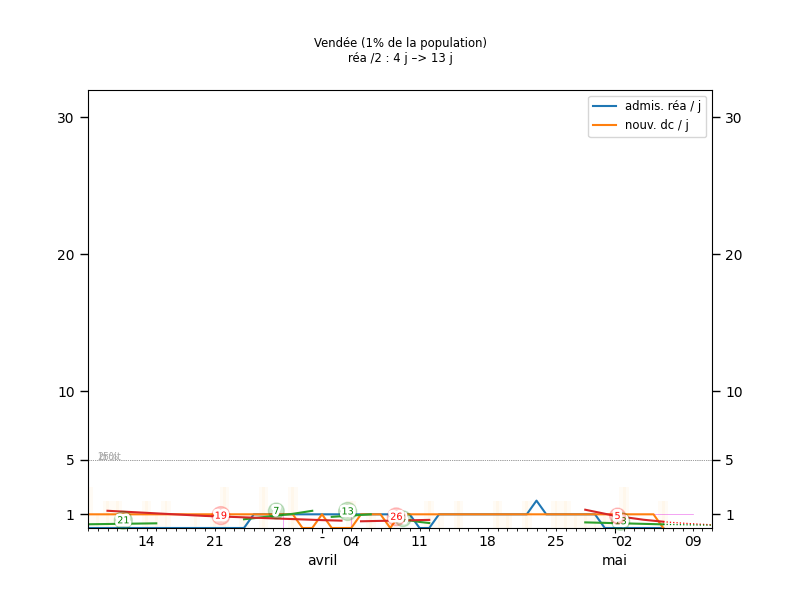 Vendée (1% de la population)
réa /2 : 4 j –> 13 j
admis. réa / j
nouv. dc / j
30 30
20 20
10 10
5 5
1 1
21 19 7 13 26 5
14 21 28 04 11 18 25 02 09
avril mai